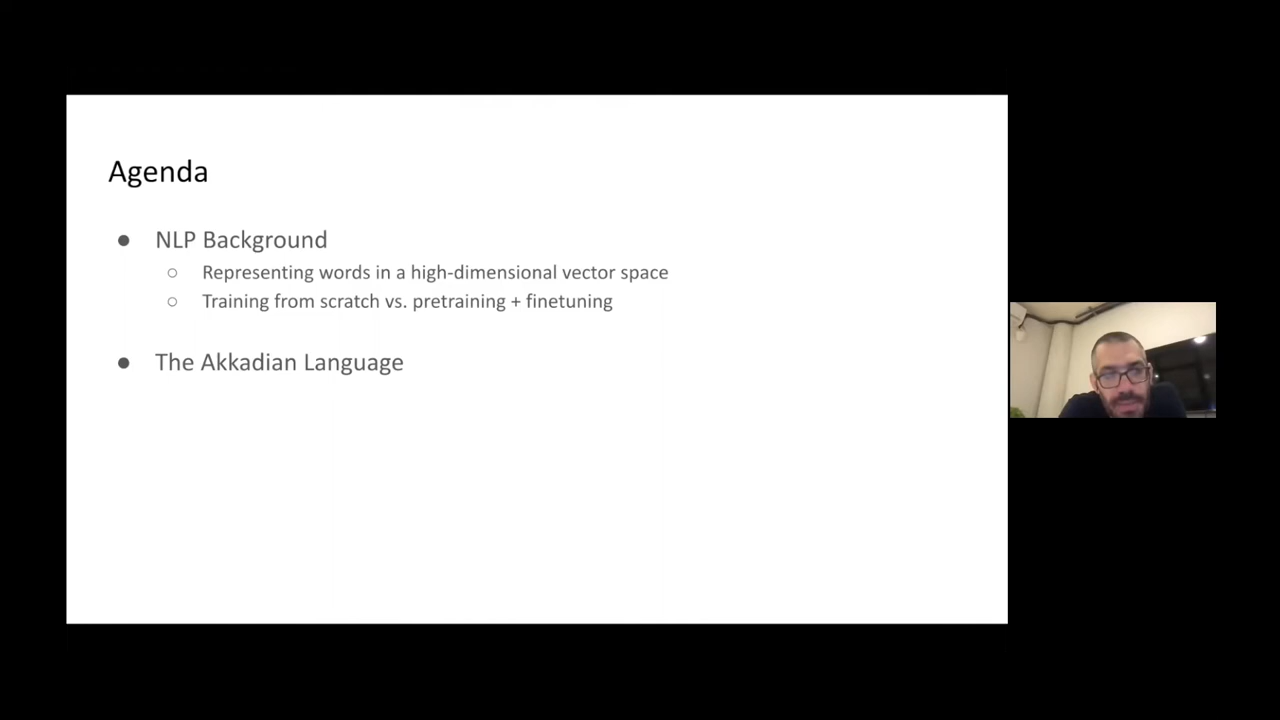 Agenda
● NLP Background
○ Representing words in a high-dimensional vector space
○ Training from scratch vs. pretraining + finetuning
● The Akkadian Language